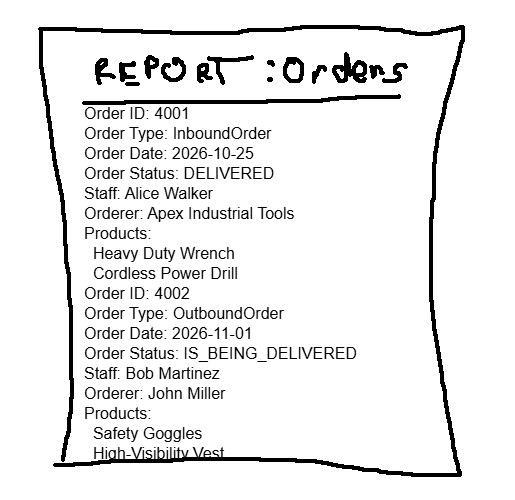 REPORT : Orders
Order ID: 4001
Order Type: InboundOrder
Order Date: 2026-10-25
Order Status: DELIVERED
Staff: Alice Walker
Orderer: Apex Industrial Tools
Products:
Heavy Duty Wrench
Cordless Power Drill
Order ID: 4002
Order Type: OutboundOrder
Order Date: 2026-11-01
Order Status: IS_BEING_DELIVERED
Staff: Bob Martinez
Orderer: John Miller
Products:
Safety Goggles
High-Visibility Vest